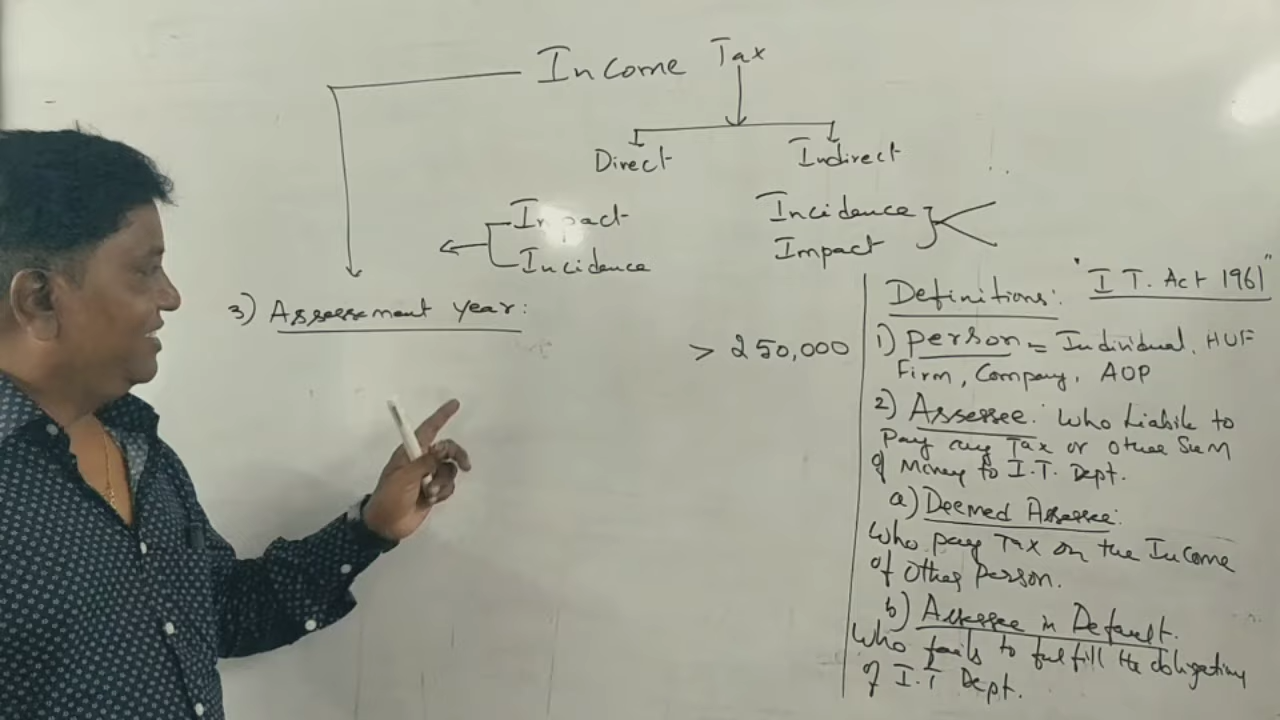 Income Tax
Direct
Indirect
Impact
Incidence
Incidence
Impact
3) Assessment year:
> 250,000
Definitions: "I T. Act 1961"
1) person = Individual, HUF
Firm, Company, AOP
2) Assessee: who Liable to
Pay any Tax or other Sum
of Money to I.T. Dept.
a) Deemed Assessee:
who pay Tax on the Income
of other Person.
b) Assessee in Default.
who fails to fulfill the obligations
of I.T Dept.